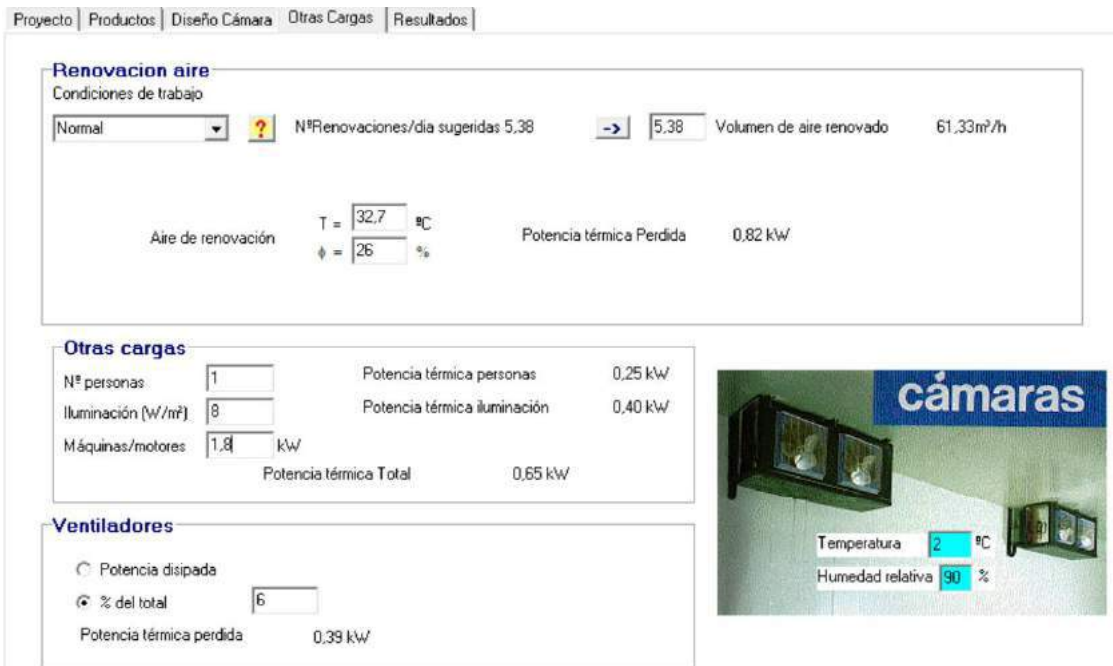 Proyecto Productos Diseño Cámara Otras Cargas Resultados
Renovacion aire
Condiciones de trabajo
Normal ? NºRenovaciones/dia sugeridas 5,38 -> 5,38 Volumen de aire renovado 61,33m³/h
T = 32,7 ºC
Aire de renovación Potencia térmica Perdida 0,82 kW
ϕ = 26 %
Otras cargas
Nº personas 1 Potencia térmica personas 0,25 kW
Iluminación (W/m²) 8 Potencia térmica iluminación 0,40 kW
Máquinas/motores 1,8 kW
Potencia térmica Total 0,65 kW
cámaras
Temperatura 2 ºC
Humedad relativa 90 %
Ventiladores
Potencia disipada
% del total 6
Potencia térmica perdida 0,39 kW